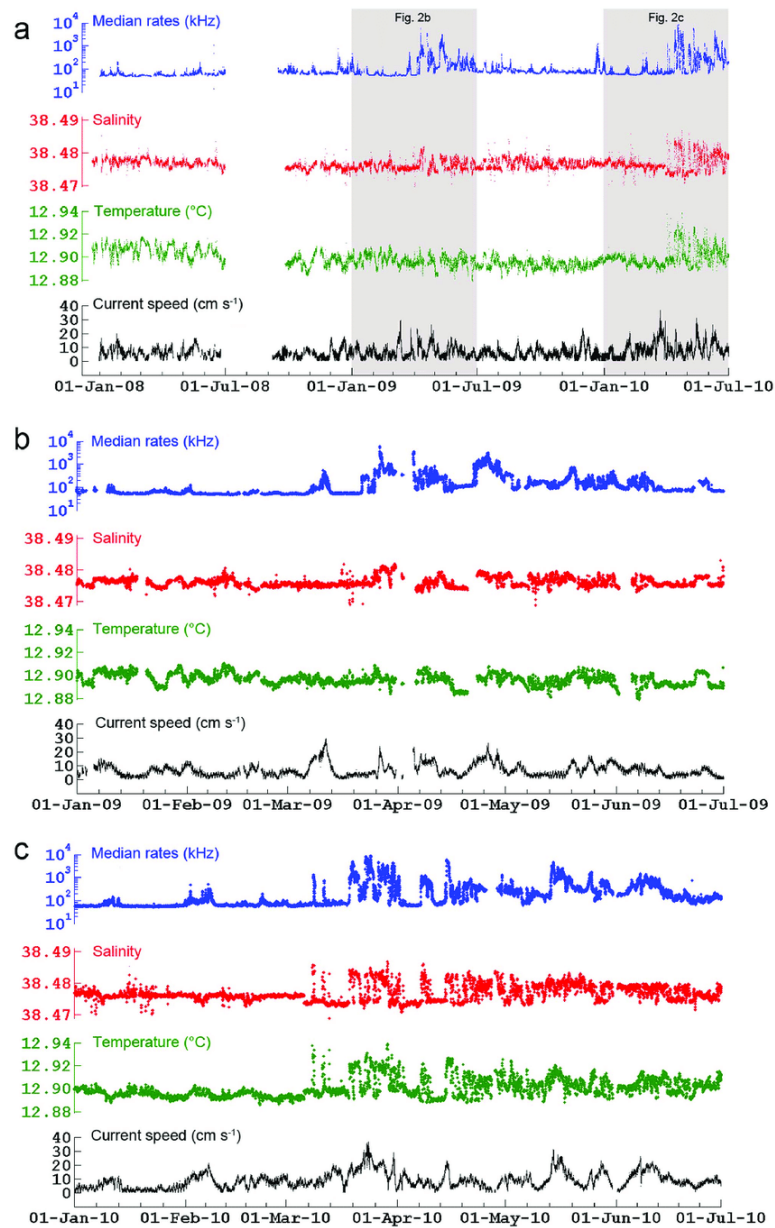 a
Fig. 2b
Fig. 2c
Median rates (kHz)
10⁴
10³
10²
10¹
Salinity
38.49
38.48
38.47
Temperature (°C)
12.94
12.92
12.90
12.88
Current speed (cm s⁻¹)
40
30
20
10
0
01-Jan-08
01-Jul-08
01-Jan-09
01-Jul-09
01-Jan-10
01-Jul-10
b
Median rates (kHz)
10⁴
10³
10²
10¹
Salinity
38.49
38.48
38.47
Temperature (°C)
12.94
12.90
12.88
Current speed (cm s⁻¹)
40
30
20
10
0
01-Jan-09
01-Feb-09
01-Mar-09
01-Apr-09
01-May-09
01-Jun-09
01-Jul-09
c
Median rates (kHz)
10⁴
10³
10²
10¹
Salinity
38.49
38.48
38.47
Temperature (°C)
12.94
12.92
12.90
12.88
Current speed (cm s⁻¹)
40
30
20
10
0
01-Jan-10
01-Feb-10
01-Mar-10
01-Apr-10
01-May-10
01-Jun-10
01-Jul-10